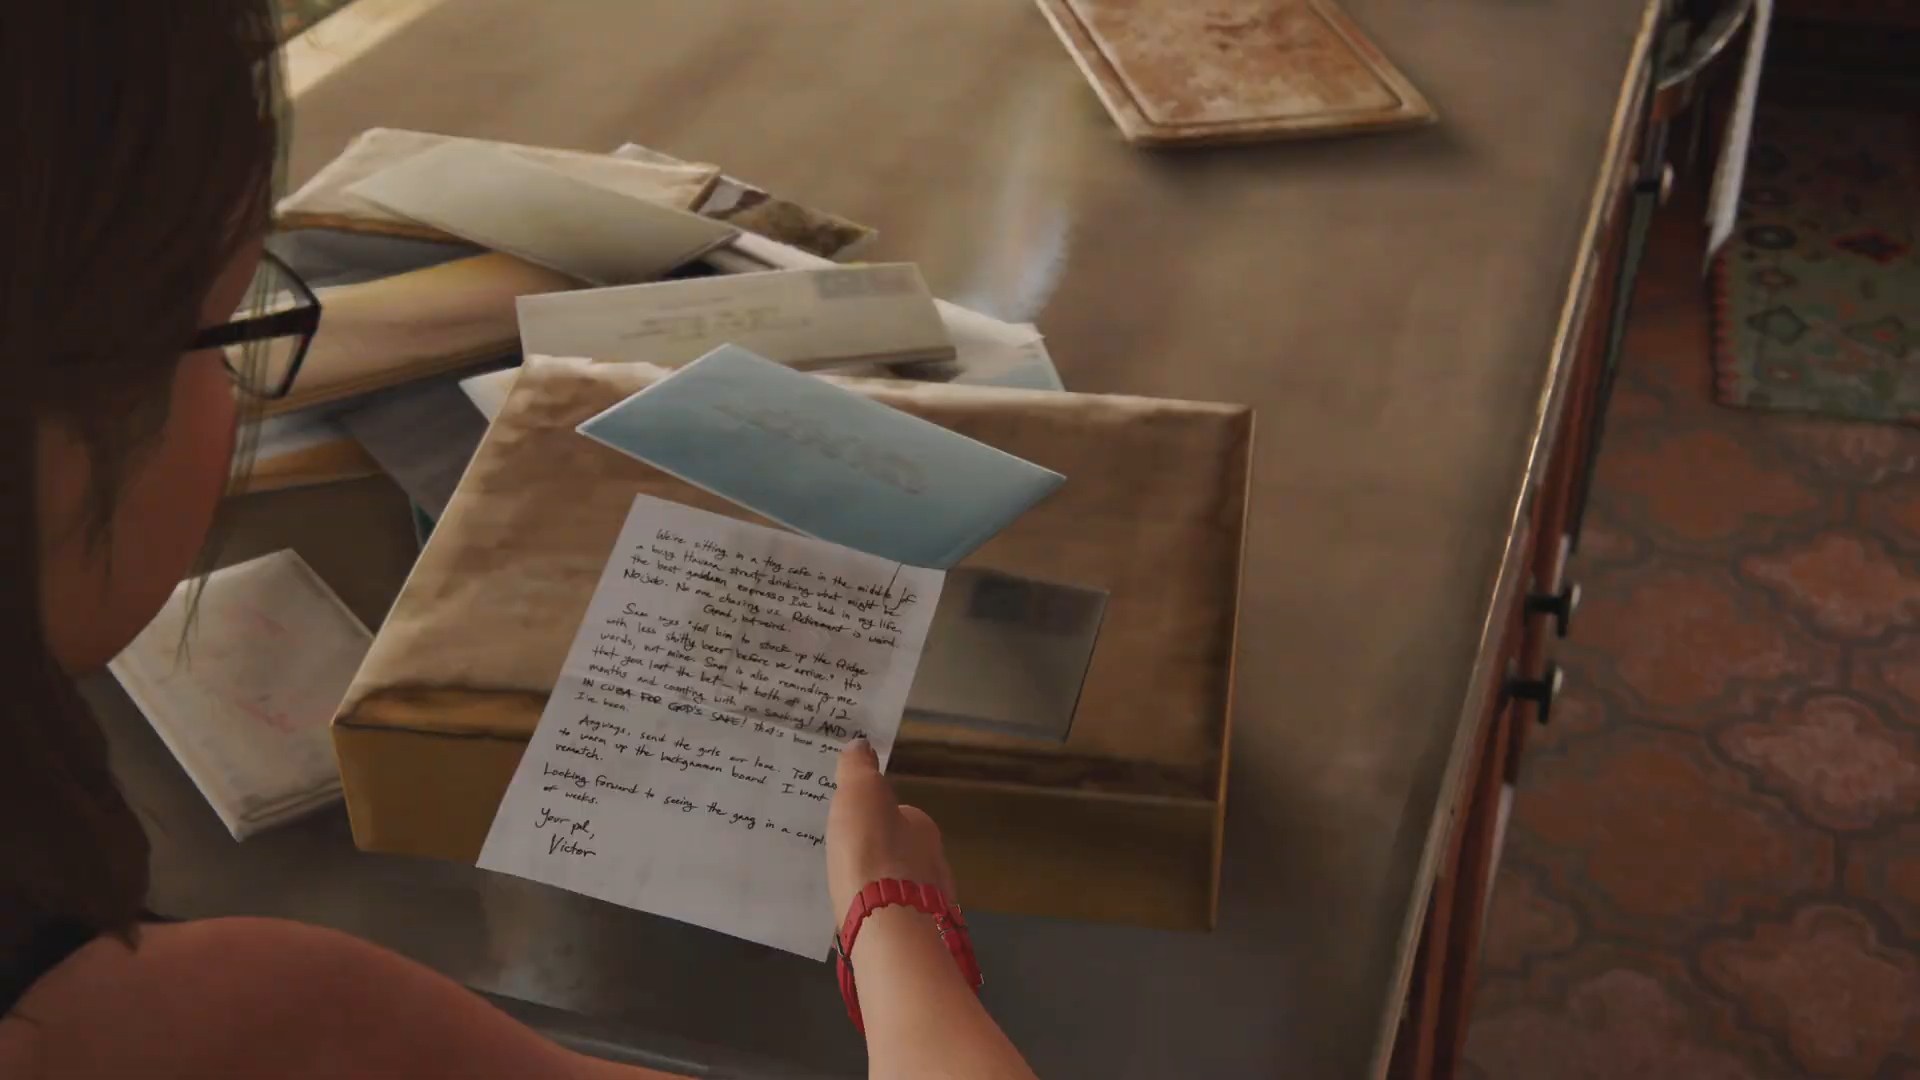 We're sitting in a tiny cafe in the middle of
a busy Havana street, drinking what might be
the best goddamn espresso I've had in my life.
No job. No one chasing us. Retirement is weird.
Good, but weird.
Sam says "tell him to stock up the fridge
with less shitty beer before we arrive." His
words, not mine. Sam is also reminding me
that you lost the bet — to both of us! 12
months and counting with no smoking! AND I'm
IN CUBA FOR GOD'S SAKE! That's how good
I've been.
Anyways, send the girls our love. Tell Cas
to warm up the backgammon board. I want
rematch.
Looking forward to seeing the gang in a coupl
of weeks.
Your pal,
Victor